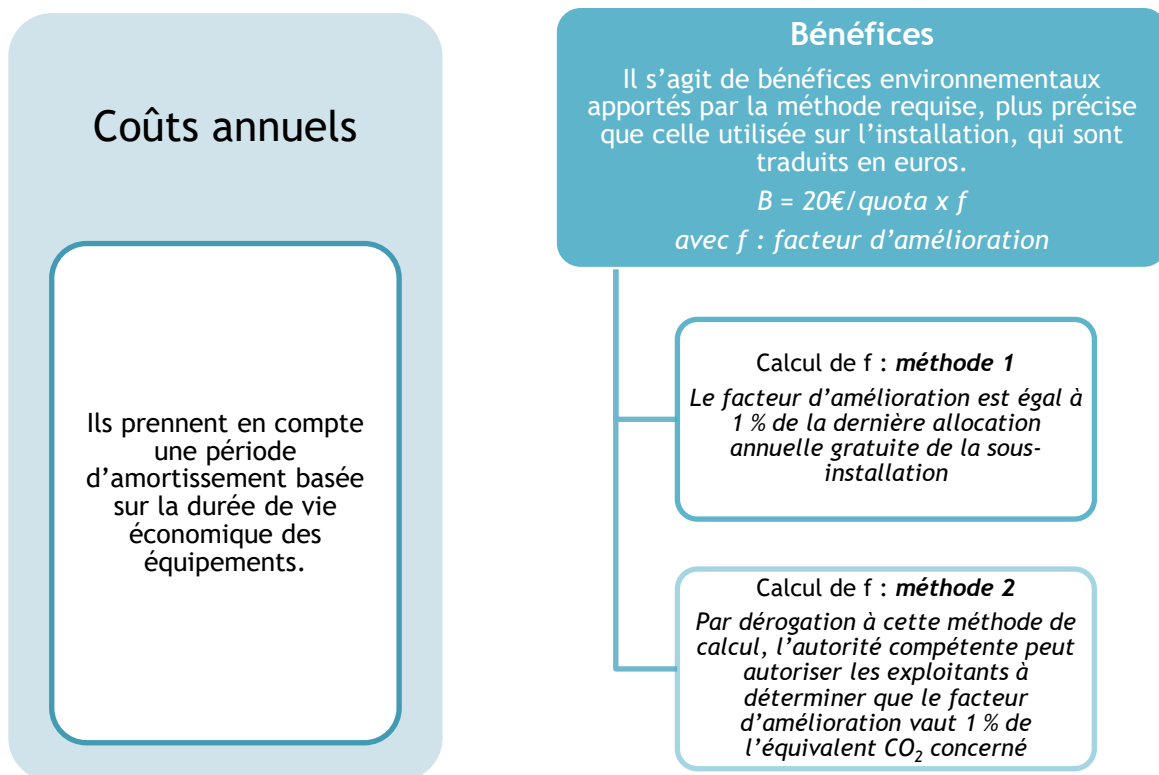 Coûts annuels
Ils prennent en compte
une période
d’amortissement basée
sur la durée de vie
économique des
équipements.
Bénéfices
Il s’agit de bénéfices environnementaux
apportés par la méthode requise, plus précise
que celle utilisée sur l’installation, qui sont
traduits en euros.
B = 20€/quota x f
avec f : facteur d’amélioration
Calcul de f : méthode 1
Le facteur d’amélioration est égal à
1 % de la dernière allocation
annuelle gratuite de la sous-
installation
Calcul de f : méthode 2
Par dérogation à cette méthode de
calcul, l’autorité compétente peut
autoriser les exploitants à
déterminer que le facteur
d’amélioration vaut 1 % de
l’équivalent CO₂ concerné